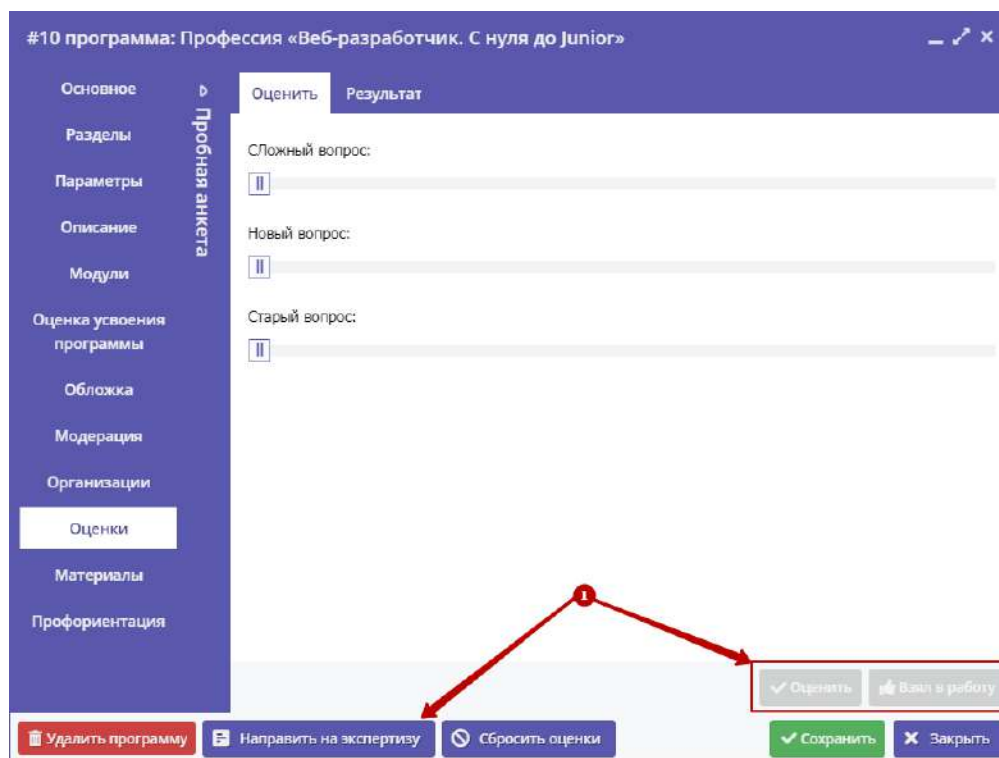 #10 программа: Профессия «Веб-разработчик. С нуля до Junior»
Основное
Разделы
Параметры
Описание
Модули
Оценка усвоения
программы
Обложка
Модерация
Организации
Оценки
Материалы
Профориентация
Пробная анкета
Оценить Результат
СЛожный вопрос:
Новый вопрос:
Старый вопрос:
1
Оценить Взял в работу
Удалить программу Направить на экспертизу Сбросить оценки Сохранить Закрыть